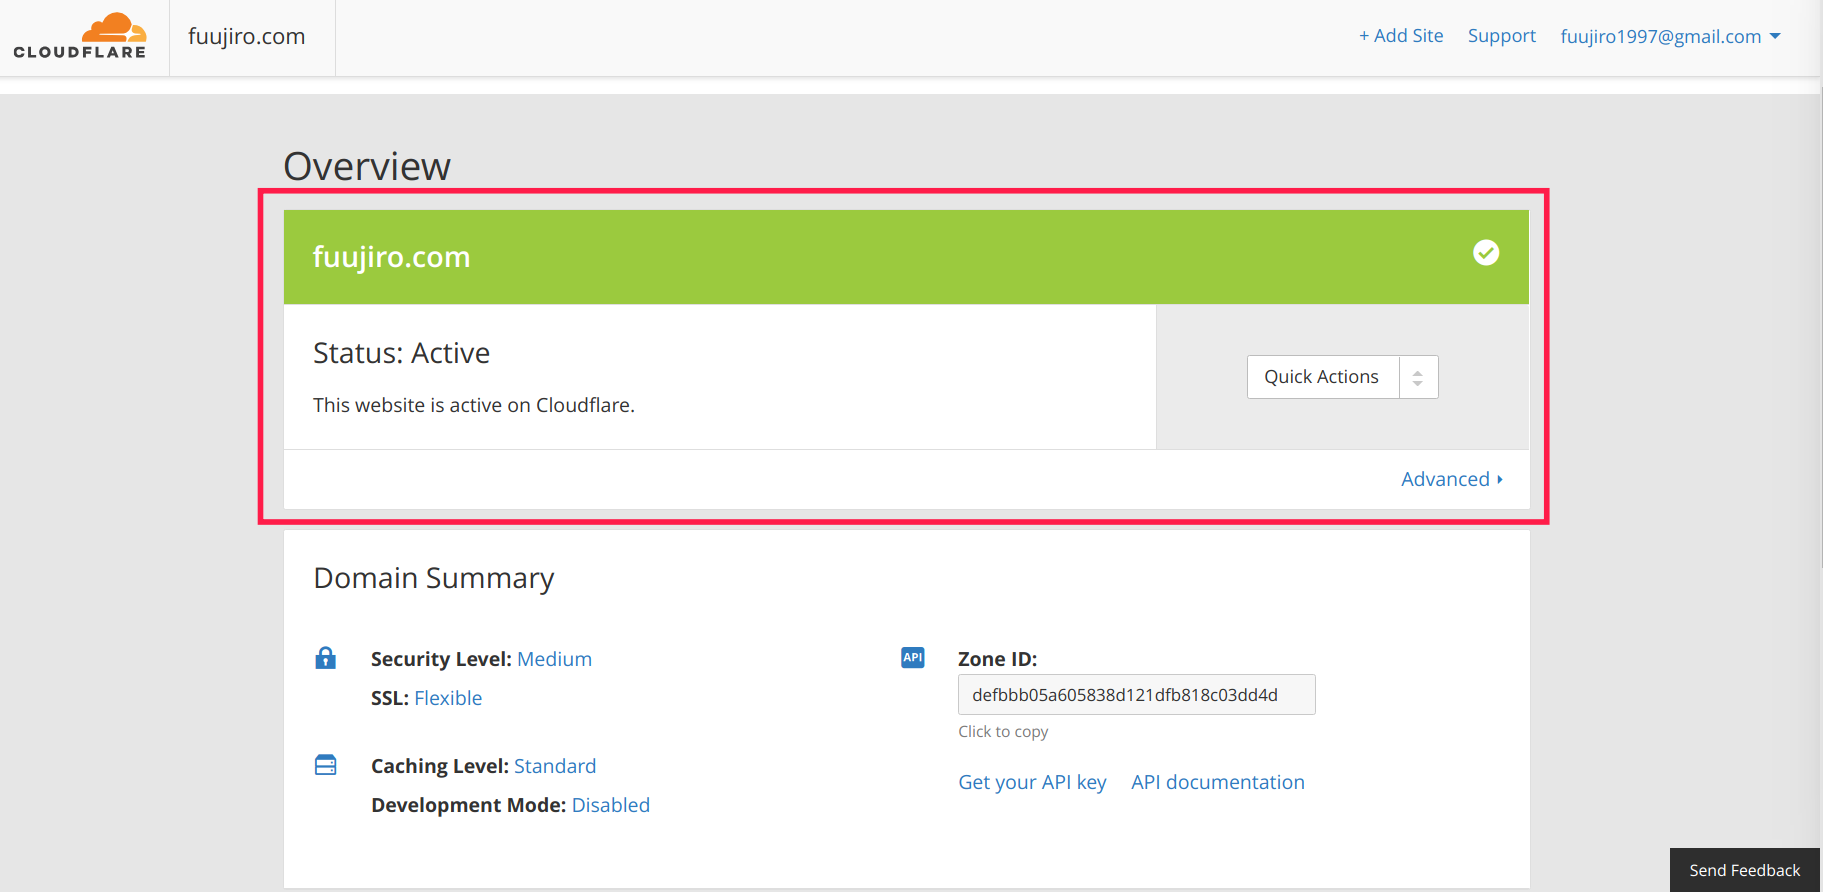 CLOUDFLARE
fuujiro.com
+ Add Site
Support
fuujiro1997@gmail.com
Overview
fuujiro.com
Status: Active
This website is active on Cloudflare.
Quick Actions
Advanced
Domain Summary
Security Level: Medium
SSL: Flexible
Caching Level: Standard
Development Mode: Disabled
API
Zone ID:
defbbb05a605838d121dfb818c03dd4d
Click to copy
Get your API key
API documentation
Send Feedback